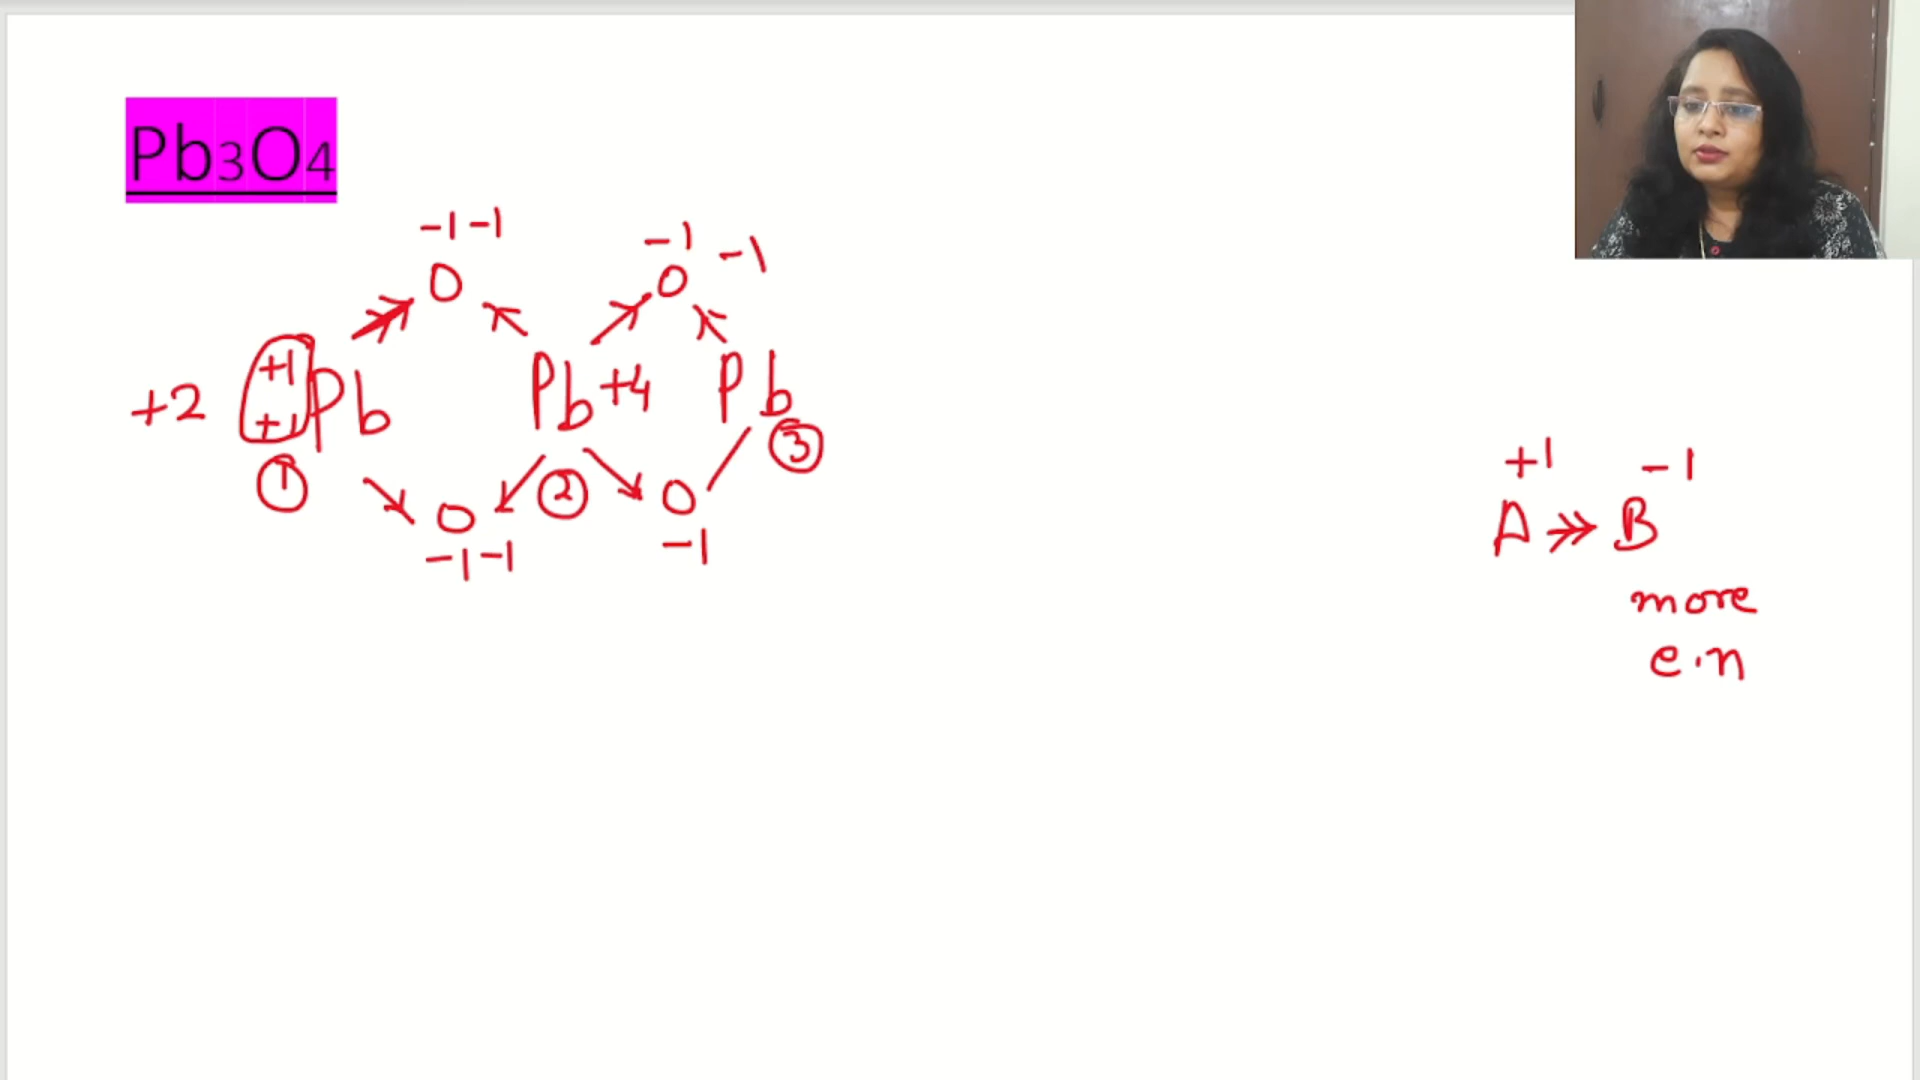 Pb3O4
-1 -1
-1 -1
O O
+2 +1 Pb Pb +4 Pb
+1
1 2 3
O O
-1 -1 -1
+1 -1
A B
more
e.n